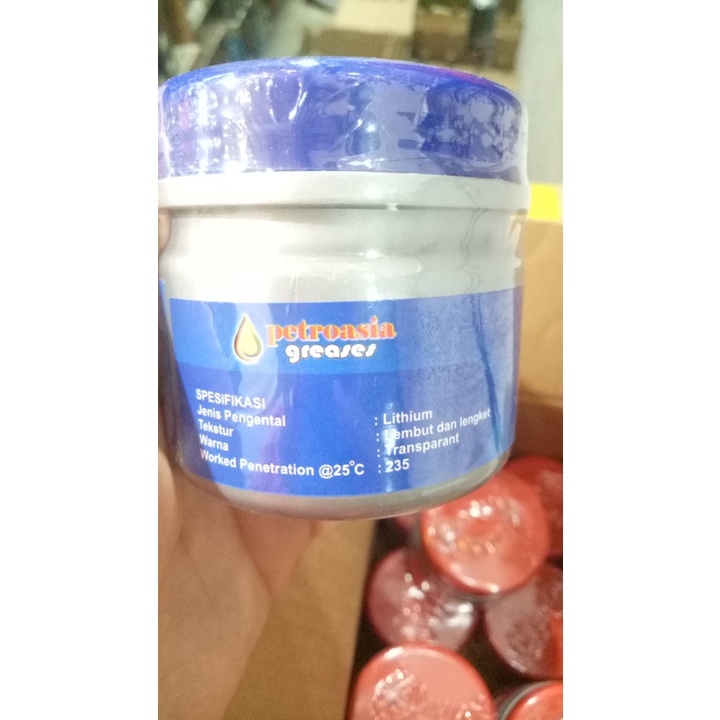 petroasia
greases
SPESIFIKASI
Jenis Pengental : Lithium
Tekstur : Lembut dan lengket
Warna : Transparant
Worked Penetration @25°C : 235